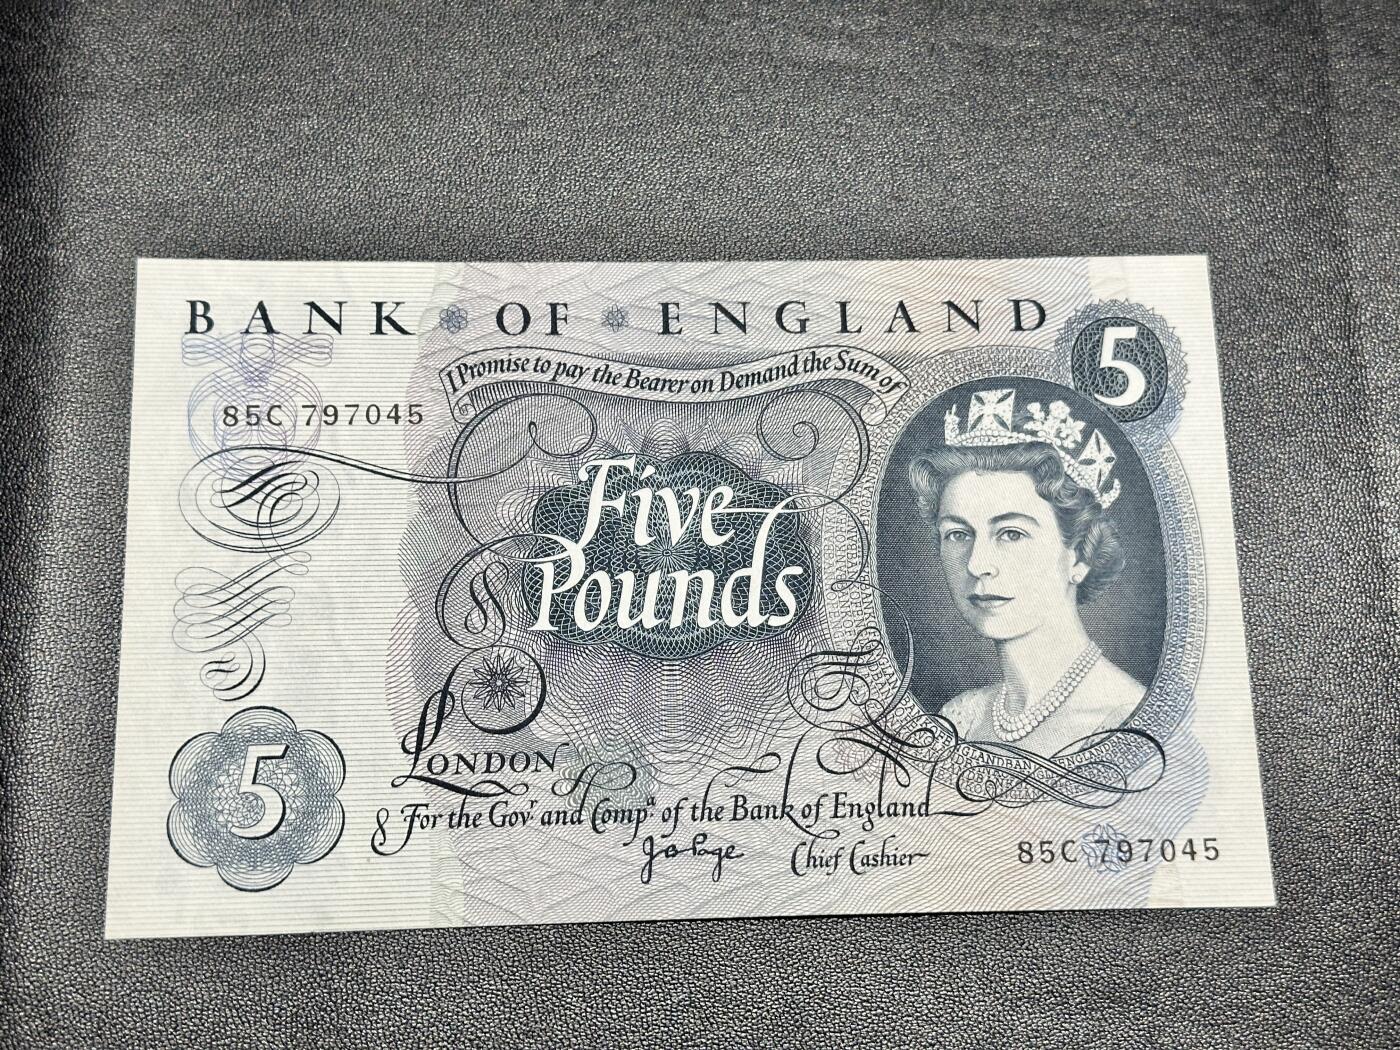 BANK OF ENGLAND
5
I Promise to pay the Bearer on Demand the Sum of
85C 797045
Five
Pounds
LONDON
5
For the Govr and Compa of the Bank of England
JB Page Chief Cashier
85C 797045